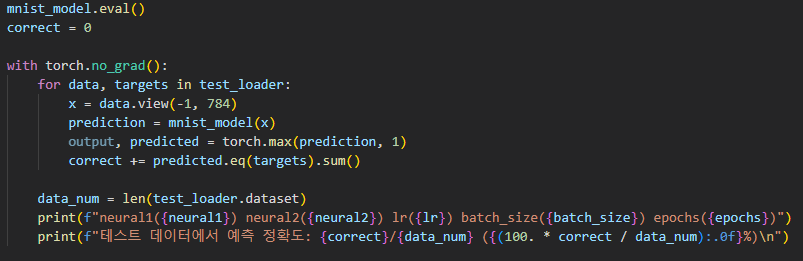 mnist_model.eval()
correct = 0
with torch.no_grad():
for data, targets in test_loader:
x = data.view(-1, 784)
prediction = mnist_model(x)
output, predicted = torch.max(prediction, 1)
correct += predicted.eq(targets).sum()
data_num = len(test_loader.dataset)
print(f"neural1({neural1}) neural2({neural2}) lr({lr}) batch_size({batch_size}) epochs({epochs})")
print(f"테스트 데이터에서 예측 정확도: {correct}/{data_num} ({(100. * correct / data_num):.0f}%)\n")